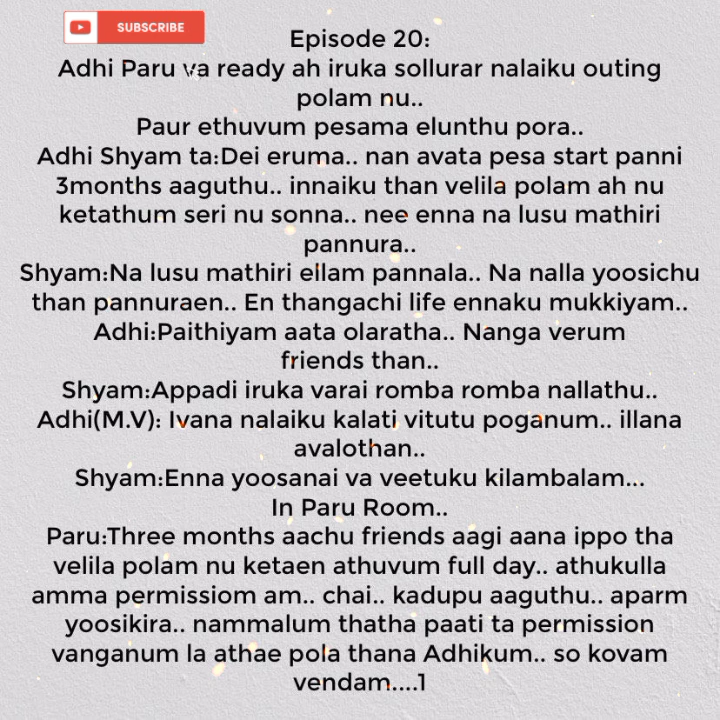 SUBSCRIBE
Episode 20:
Adhi Paru va ready ah iruka sollurar nalaiku outing
polam nu..
Paur ethuvum pesama elunthu pora..
Adhi Shyam ta:Dei eruma.. nan avata pesa start panni
3months aaguthu.. innaiku than velila polam ah nu
ketathum seri nu sonna.. nee enna na lusu mathiri
pannura..
Shyam:Na lusu mathiri ellam pannala.. Na nalla yoosichu
than pannuraen.. En thangachi life ennaku mukkiyam..
Adhi:Paithiyam aata olaratha.. Nanga verum
friends than..
Shyam:Appadi iruka varai romba romba nallathu..
Adhi(M.V): Ivana nalaiku kalati vitutu poganum.. illana
avalothan..
Shyam:Enna yoosanai va veetuku kilambalam...
In Paru Room..
Paru:Three months aachu friends aagi aana ippo tha
velila polam nu ketaen athuvum full day.. athukulla
amma permissiom am.. chai.. kadupu aaguthu.. aparm
yoosikira.. nammalum thatha paati ta permission
vanganum la athae pola thana Adhikum.. so kovam
vendam....1